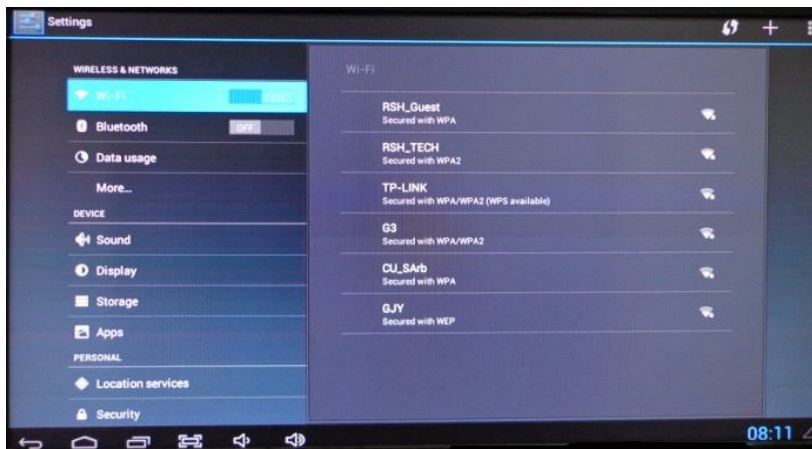 Settings
WIRELESS & NETWORKS
Wi-Fi
Bluetooth OFF
Data usage
More...
DEVICE
Sound
Display
Storage
Apps
PERSONAL
Location services
Security
Wi-Fi
RSH_Guest
Secured with WPA
RSH_TECH
Secured with WPA2
TP-LINK
Secured with WPA/WPA2 (WPS available)
G3
Secured with WPA/WPA2
CU_SArb
Secured with WPA
GJY
Secured with WEP
08:11